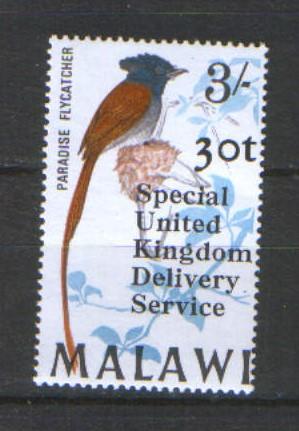 PARADISE FLYCATCHER
3/-
30t
Special
United
Kingdom
Delivery
Service
MALAWI